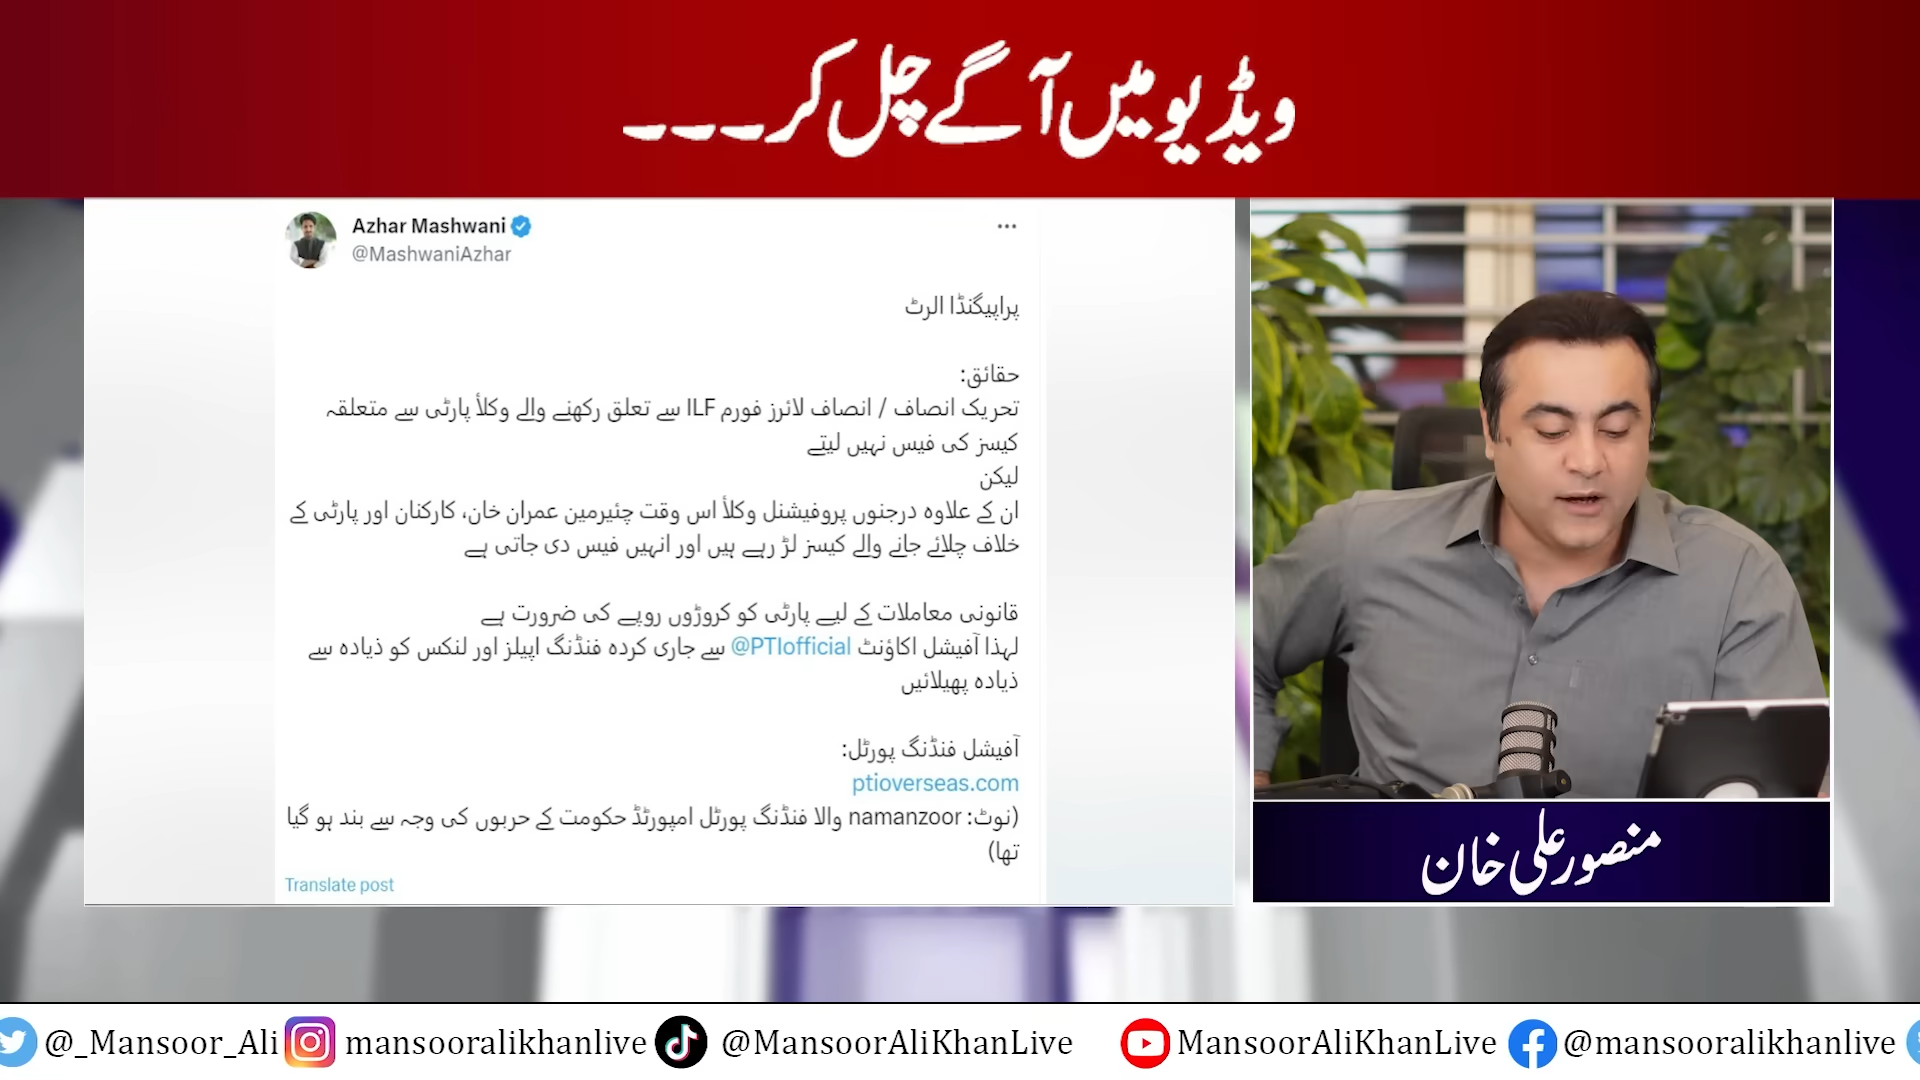 ویڈیو میں آگے چل کر۔۔۔
Azhar Mashwani
@MashwaniAzhar
پراپیگنڈا الرٹ
حقائق:
تحریک انصاف / انصاف لائرز فورم ILF سے تعلق رکھنے والے وکلأ پارٹی سے متعلقہ
کیسز کی فیس نہیں لیتے
لیکن
ان کے علاوہ درجنوں پروفیشنل وکلأ اس وقت چئیرمین عمران خان، کارکنان اور پارٹی کے
خلاف چلائے جانے والے کیسز لڑ رہے ہیں اور انہیں فیس دی جاتی ہے
قانونی معاملات کے لیے پارٹی کو کروڑوں روپے کی ضرورت ہے
لہذا آفیشل اکاؤنٹ @PTIofficial سے جاری کردہ فنڈنگ اپیلز اور لنکس کو ذیادہ سے
ذیادہ پھیلائیں
آفیشل فنڈنگ پورٹل:
ptioverseas.com
(نوٹ: namanzoor والا فنڈنگ پورٹل امپورٹڈ حکومت کے حربوں کی وجہ سے بند ہو گیا
تھا)
Translate post
منصور علی خان
@_Mansoor_Ali mansooralikhanlive @MansoorAliKhanLive MansoorAliKhanLive @mansooralikhanlive